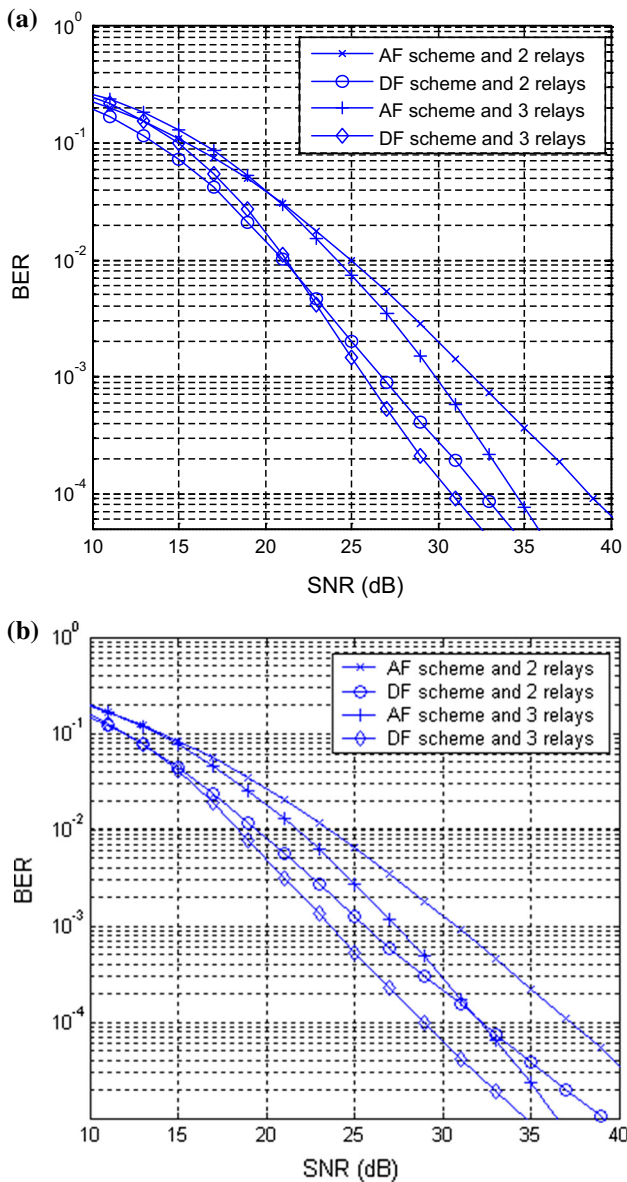 (a)
10^0
10^-1
10^-2
10^-3
10^-4
BER
AF scheme and 2 relays
DF scheme and 2 relays
AF scheme and 3 relays
DF scheme and 3 relays
10 15 20 25 30 35 40
SNR (dB)
(b)
10^0
10^-1
10^-2
10^-3
10^-4
BER
AF scheme and 2 relays
DF scheme and 2 relays
AF scheme and 3 relays
DF scheme and 3 relays
10 15 20 25 30 35 40
SNR (dB)